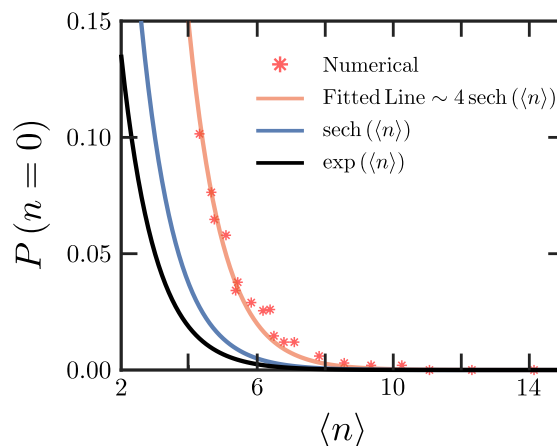 0.15
0.10
0.05
0.00
P (n = 0)
Numerical
Fitted Line ∼ 4 sech (⟨n⟩)
sech (⟨n⟩)
exp (⟨n⟩)
2 6 10 14
⟨n⟩